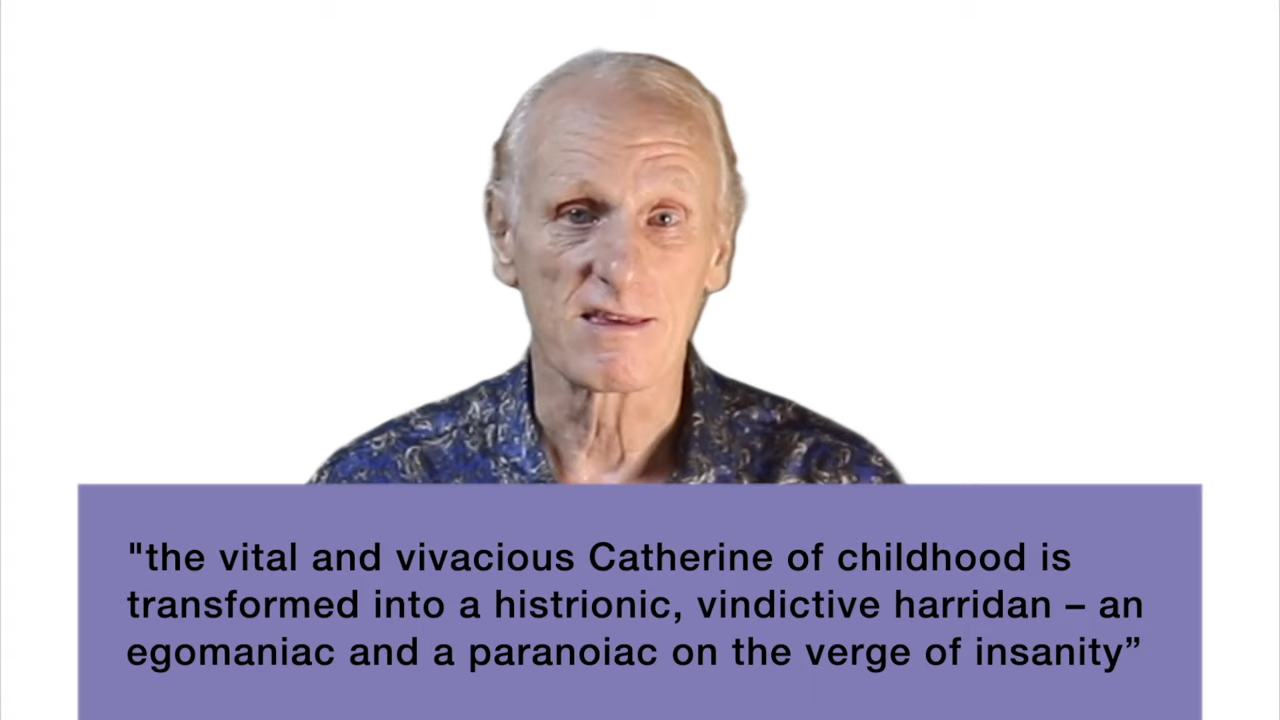 "the vital and vivacious Catherine of childhood is
transformed into a histrionic, vindictive harridan – an
egomaniac and a paranoiac on the verge of insanity”